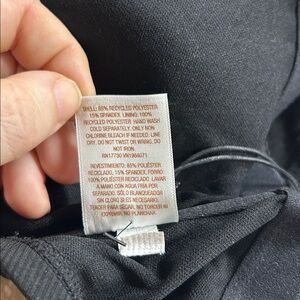 SHELL: 85% RECYCLED POLYESTER
15% SPANDEX. LINING: 100%
RECYCLED POLYESTER. HAND WASH
COLD SEPARATELY, ONLY NON
CHLORINE BLEACH IF NEEDED. LINE
DRY. DO NOT TWIST OR WRING. DO
NOT IRON.
RN17730 VN1964071
REVESTIMIENTO: 85% POLIÉSTER
RECICLADO, 15% SPANDEX. FORRO:
100% POLIÉSTER RECICLADO. LAVAR
A MANO CON AGUA FRÍA POR
SEPARADO. SÓLO BLANQUEADOR
SIN CLORO SI ES NECESARIO.
TENDER PARA SECAR. NO TORCER NI
EXPRIMIR. NO PLANCHAR.